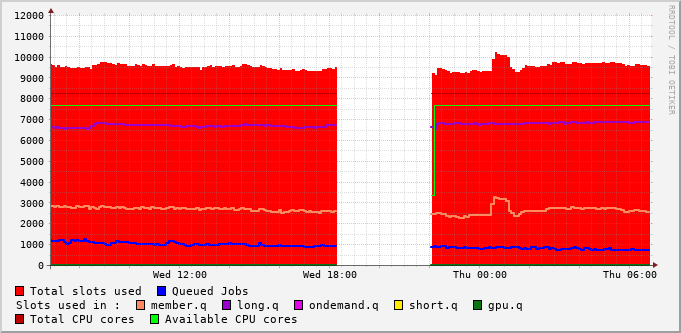 12000
11000
10000
9000
8000
7000
6000
5000
4000
3000
2000
1000
0
Wed 12:00 Wed 18:00 Thu 00:00 Thu 06:00
Total slots used Queued Jobs
Slots used in : member.q long.q ondemand.q short.q gpu.q
Total CPU cores Available CPU cores
RRDTOOL / TOBI OETIKER